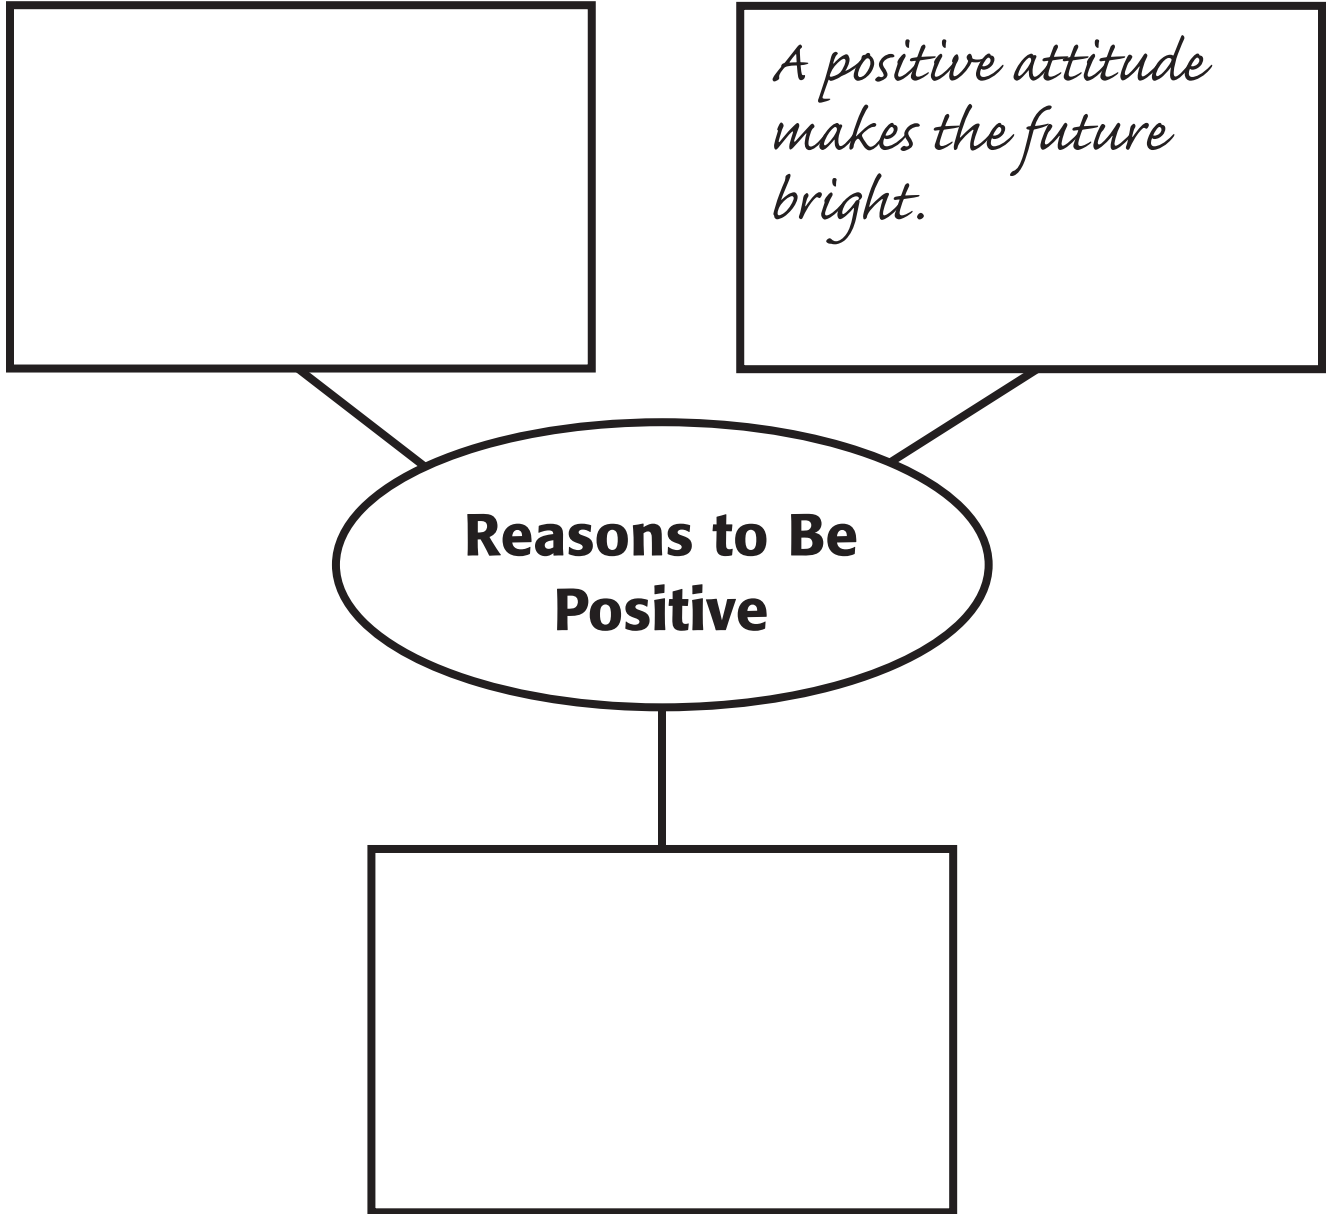 A positive attitude
makes the future
bright.
Reasons to Be
Positive